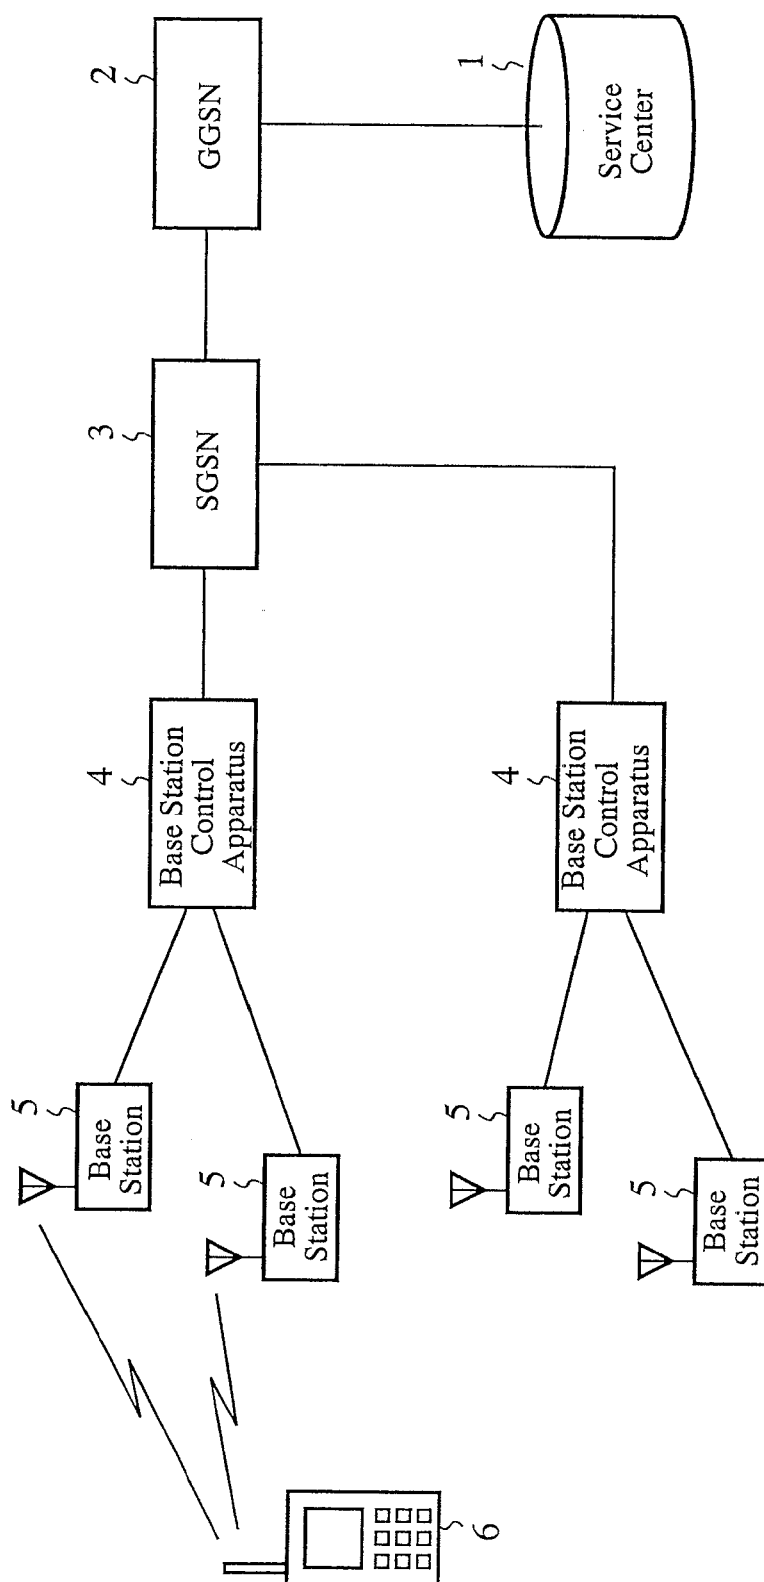 5
Base
Station
5
Base
Station
4
Base Station
Control
Apparatus
3
SGSN
2
GGSN
6
5
Base
Station
5
Base
Station
4
Base Station
Control
Apparatus
1
Service
Center